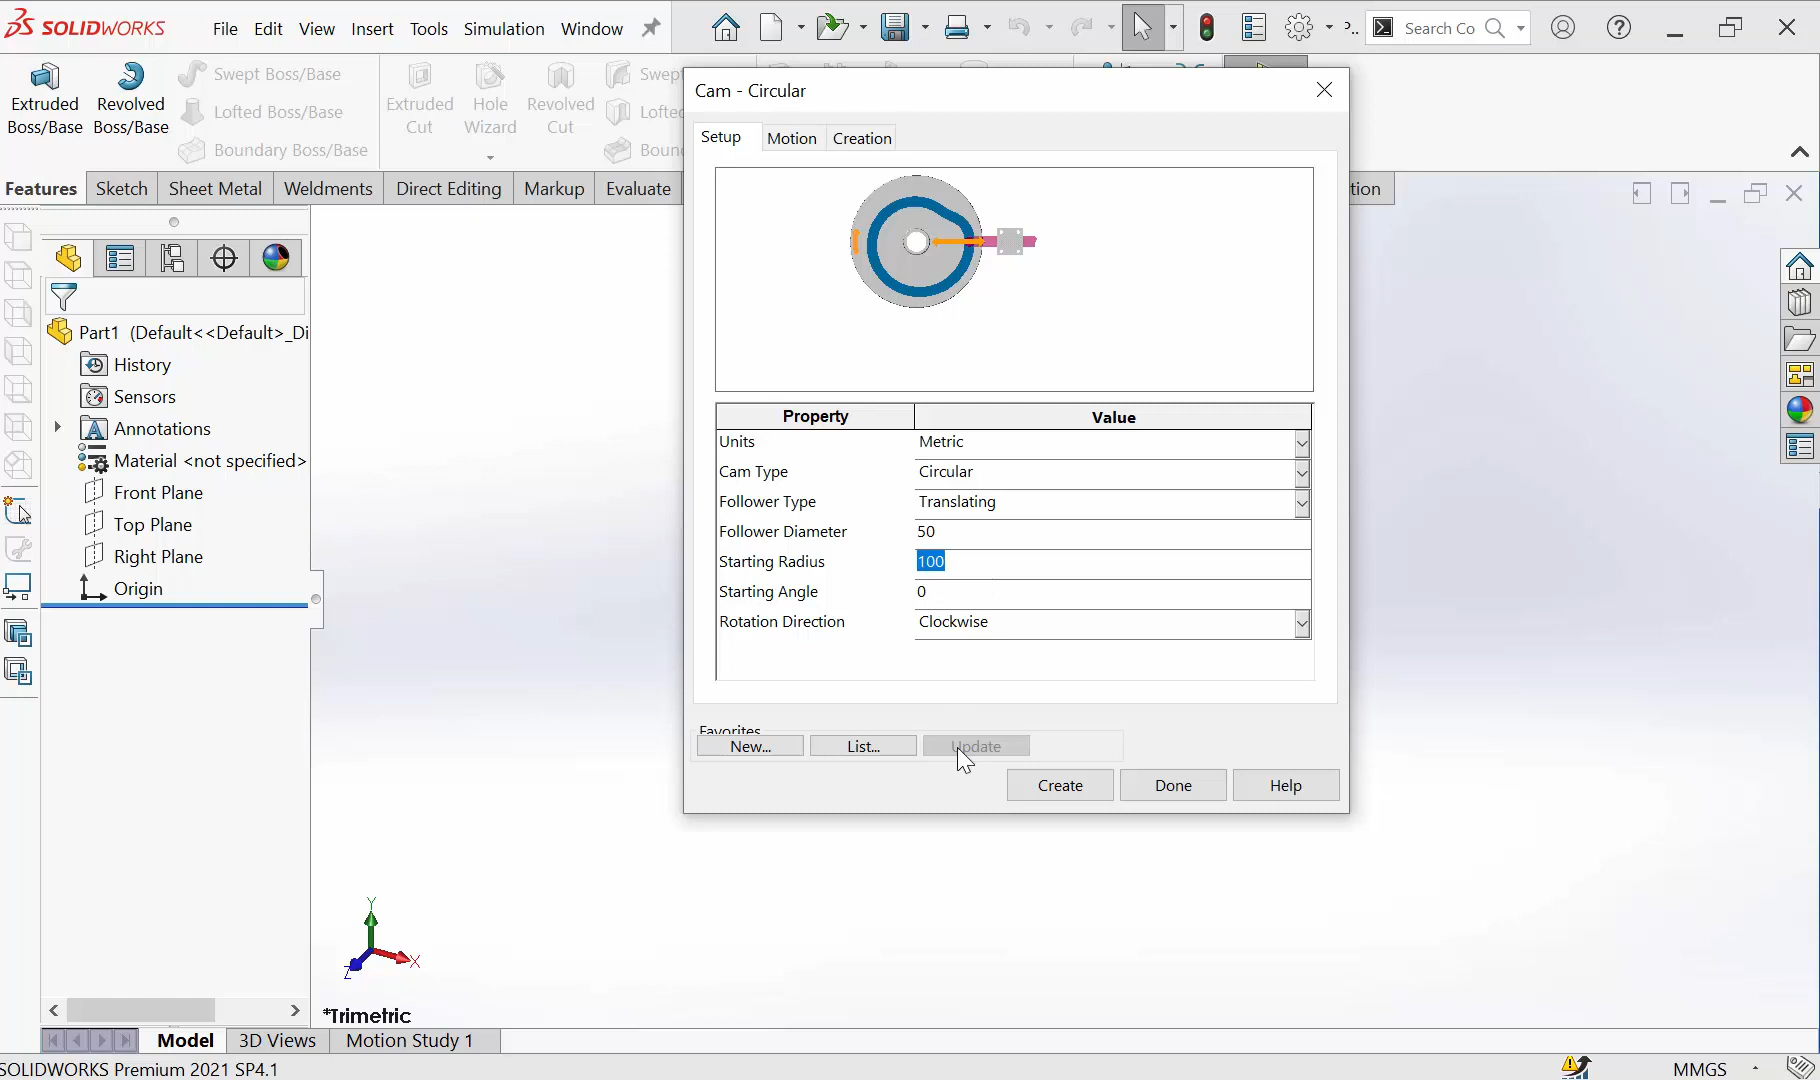 SOLIDWORKS
File Edit View Insert Tools Simulation Window
P..
Search Co
Extruded Boss/Base
Revolved Boss/Base
Swept Boss/Base
Lofted Boss/Base
Boundary Boss/Base
Extruded Cut
Hole Wizard
Revolved Cut
Swept
Lofte
Boun
Features Sketch Sheet Metal Weldments Direct Editing Markup Evaluate
tion
Part1 (Default<<Default>_Di
History
Sensors
Annotations
Material <not specified>
Front Plane
Top Plane
Right Plane
Origin
Cam - Circular
Setup Motion Creation
Property Value
Units Metric
Cam Type Circular
Follower Type Translating
Follower Diameter 50
Starting Radius 100
Starting Angle 0
Rotation Direction Clockwise
Favorites
New... List... Update
Create Done Help
Y
X
Z
*Trimetric
Model 3D Views Motion Study 1
SOLIDWORKS Premium 2021 SP4.1
MMGS